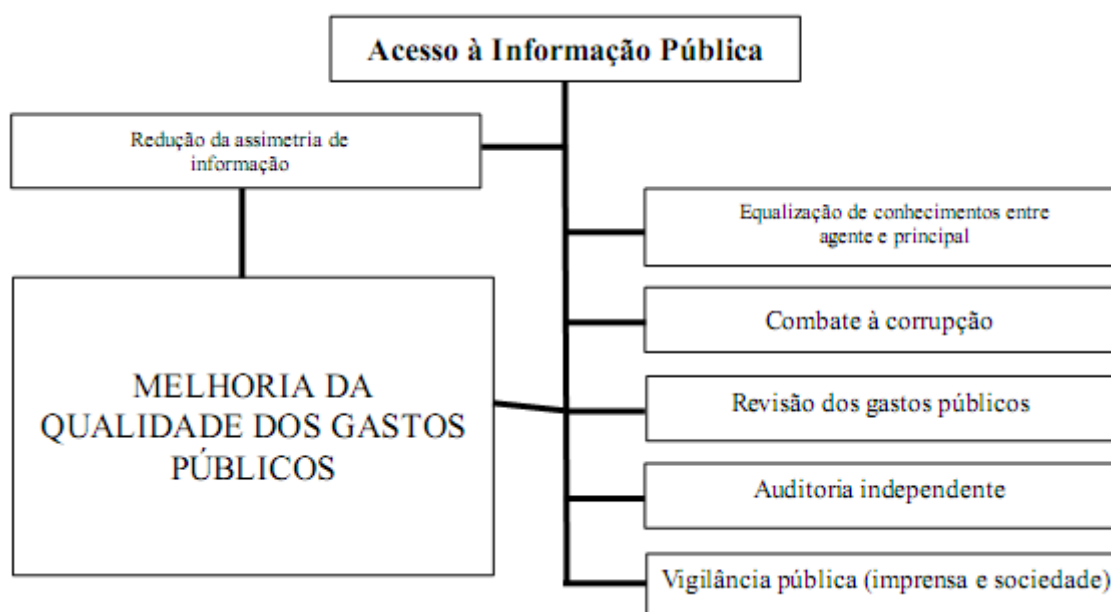 Acesso à Informação Pública
Redução da assimetria de
informação
Equalização de conhecimentos entre
agente e principal
Combate à corrupção
MELHORIA DA
QUALIDADE DOS GASTOS
PÚBLICOS
Revisão dos gastos públicos
Auditoria independente
Vigilância pública (imprensa e sociedade)